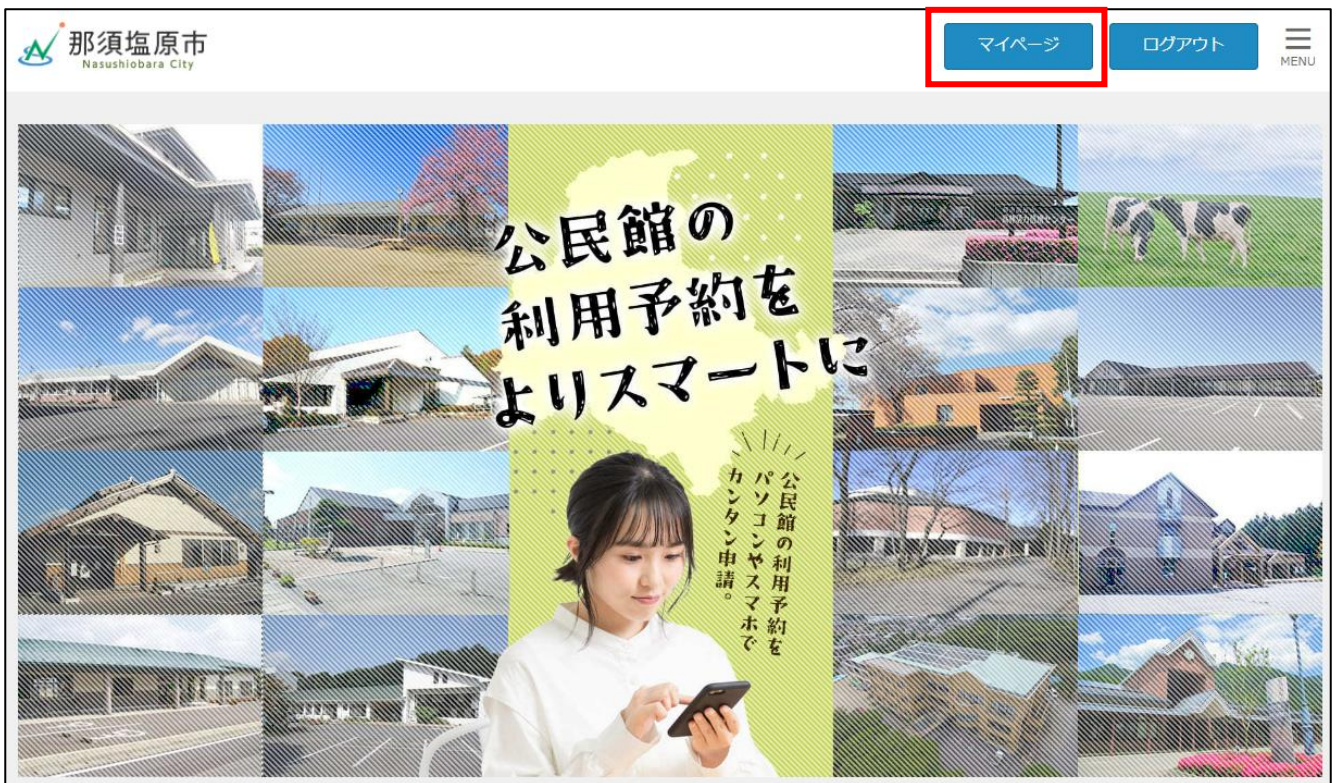 那須塩原市
Nasushiobara City
マイページ
ログアウト
MENU
公民館の
利用予約を
よりスマートに
公民館の利用予約を
パソコンやスマホで
カンタン申請。